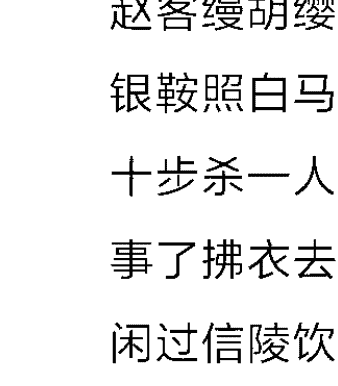 赵客缦胡缨
银鞍照白马
十步杀一人
事了拂衣去
闲过信陵饮